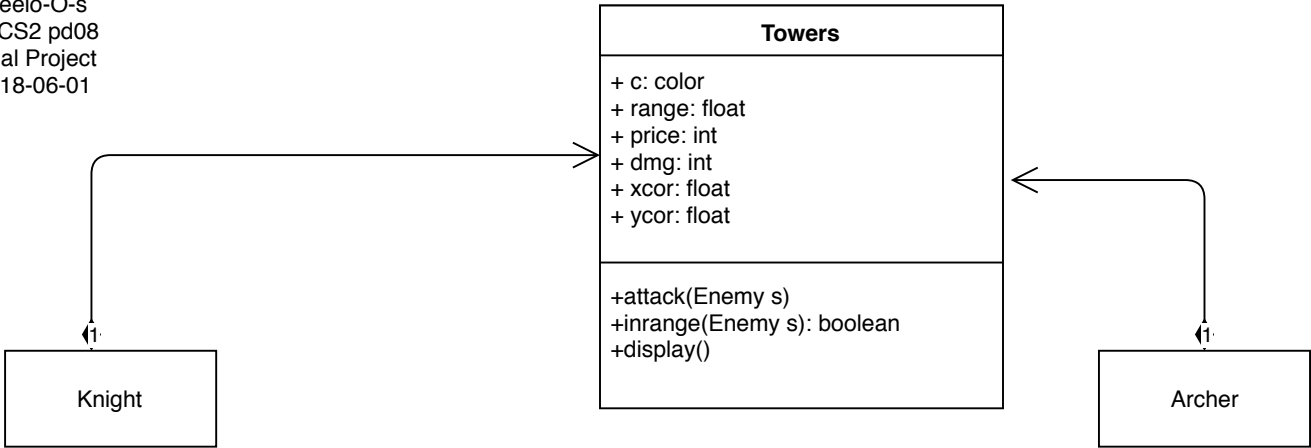 CS2 pd08
18-06-01
Towers
+ c: color
+ range: float
+ price: int
+ dmg: int
+ xcor: float
+ ycor: float
+attack(Enemy s)
+inrange(Enemy s): boolean
+display()
1
1
Knight
Archer